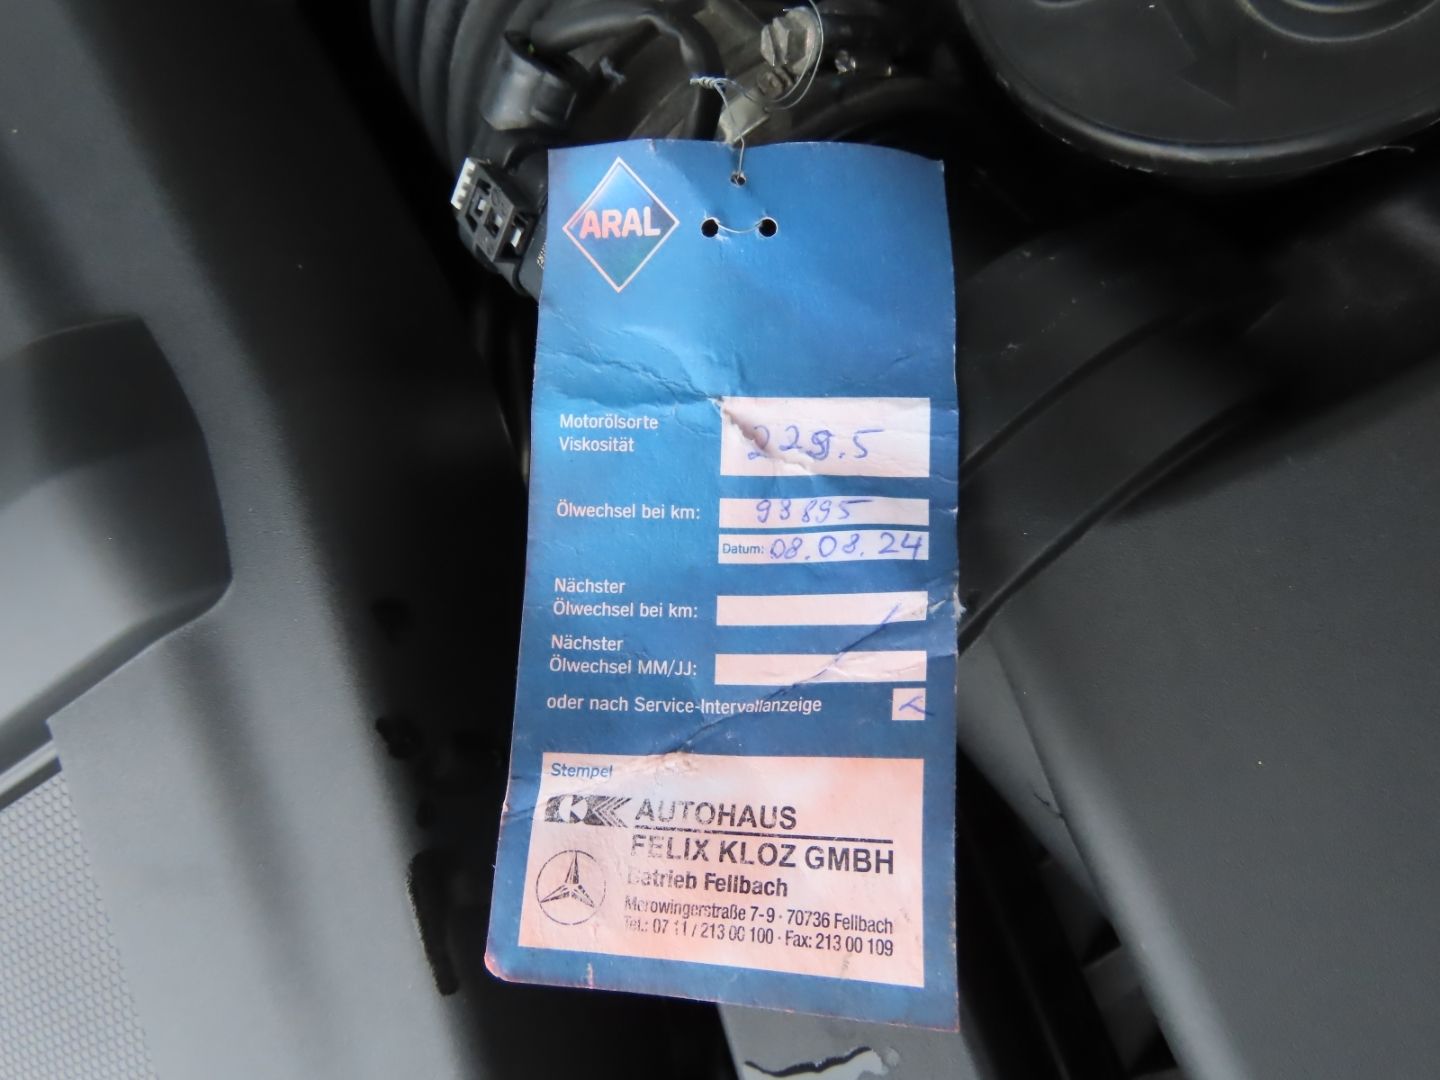 ARAL
Motorölsorte
Viskosität
229.5
Ölwechsel bei km:
93895
Datum: 08.08.24
Nächster
Ölwechsel bei km:
Nächster
Ölwechsel MM/JJ:
oder nach Service-Intervallanzeige
Stempel
K AUTOHAUS
FELIX KLOZ GMBH
Betrieb Fellbach
Merowingerstraße 7-9 · 70736 Fellbach
Tel.: 07 11 / 213 00 100 · Fax: 213 00 109